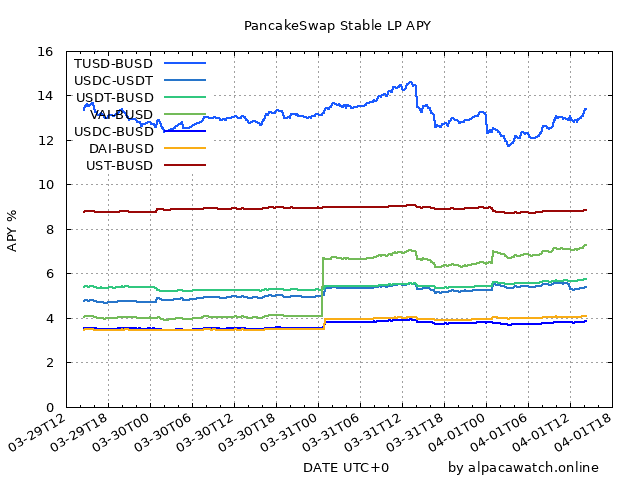 PancakeSwap Stable LP APY
TUSD-BUSD
USDC-USDT
USDT-BUSD
VAI-BUSD
USDC-BUSD
DAI-BUSD
UST-BUSD
APY %
16
14
12
10
8
6
4
2
0
03-29T12
03-29T18
03-30T00
03-30T06
03-30T12
03-30T18
03-31T00
03-31T06
03-31T12
03-31T18
04-01T00
04-01T06
04-01T12
04-01T18
DATE UTC+0
by alpacawatch.online